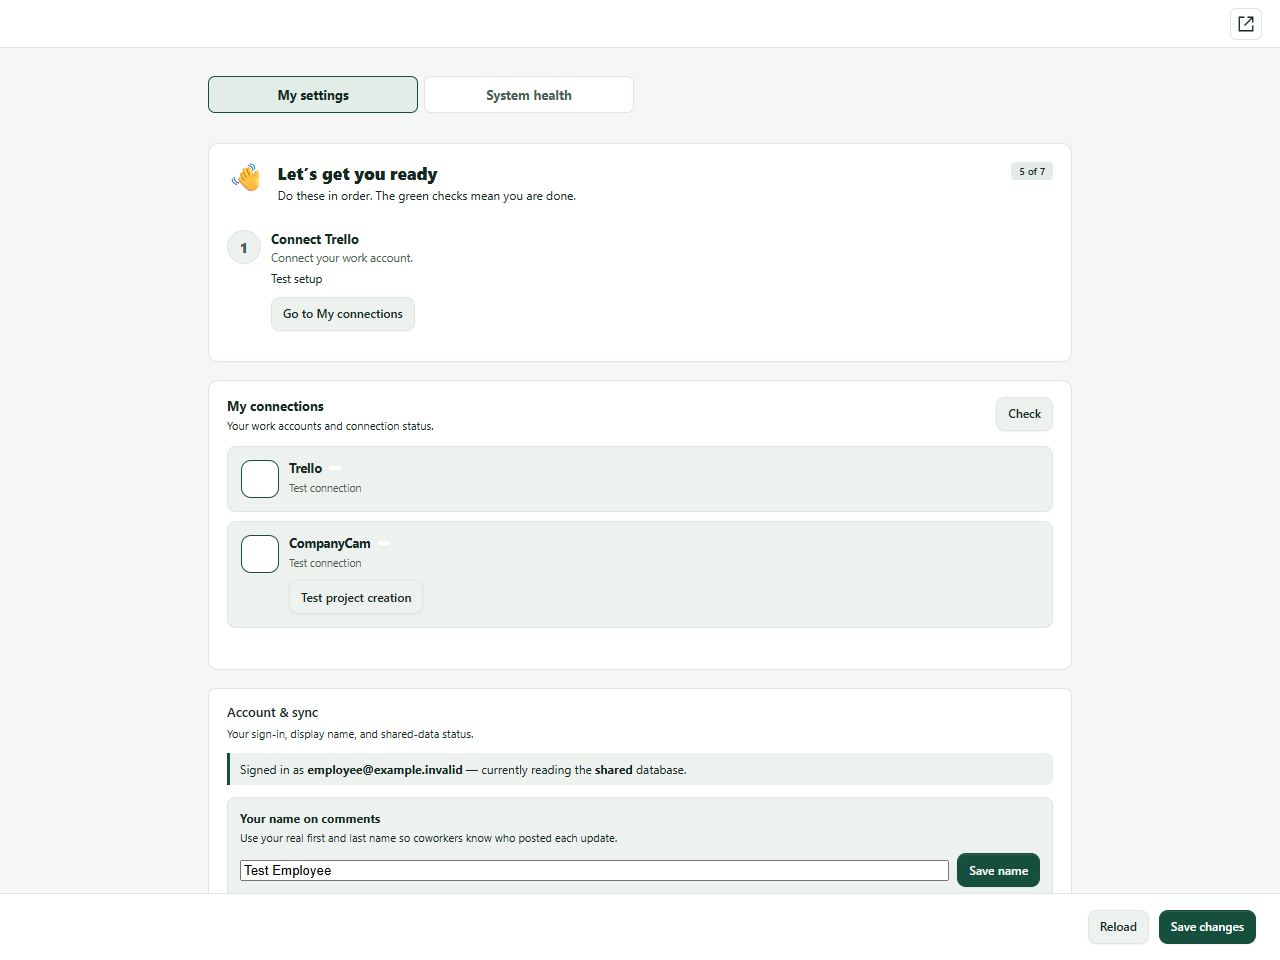 My settings
System health
Let's get you ready
5 of 7
Do these in order. The green checks mean you are done.
1
Connect Trello
Connect your work account.
Test setup
Go to My connections
My connections
Your work accounts and connection status.
Check
Trello
Test connection
CompanyCam
Test connection
Test project creation
Account & sync
Your sign-in, display name, and shared-data status.
Signed in as employee@example.invalid — currently reading the shared database.
Your name on comments
Use your real first and last name so coworkers know who posted each update.
Test Employee
Save name
Reload
Save changes